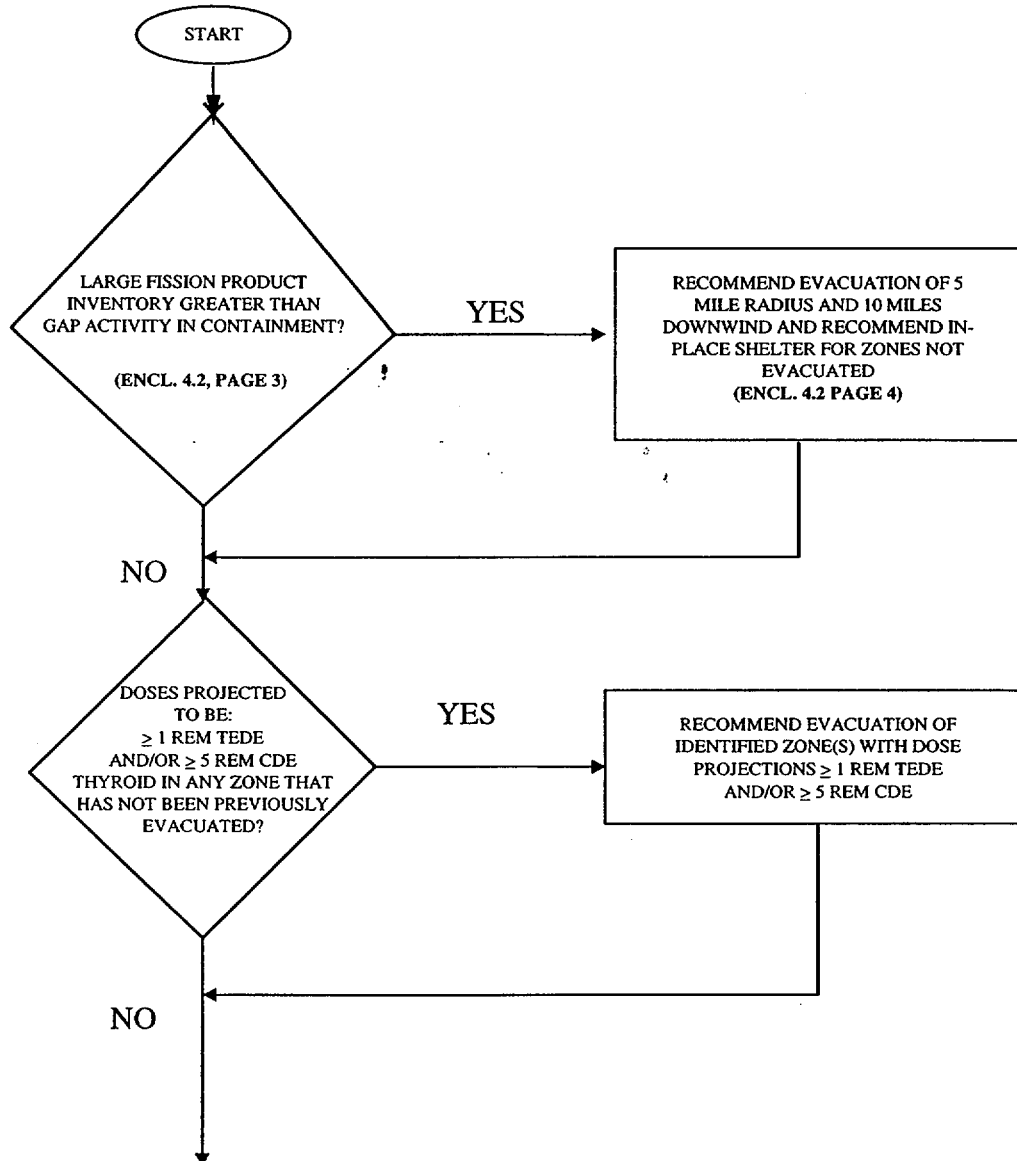 START
LARGE FISSION PRODUCT
INVENTORY GREATER THAN
GAP ACTIVITY IN CONTAINMENT?
(ENCL. 4.2, PAGE 3)
YES
RECOMMEND EVACUATION OF 5
MILE RADIUS AND 10 MILES
DOWNWIND AND RECOMMEND IN-
PLACE SHELTER FOR ZONES NOT
EVACUATED
(ENCL. 4.2 PAGE 4)
NO
DOSES PROJECTED
TO BE:
≥ 1 REM TEDE
AND/OR ≥ 5 REM CDE
THYROID IN ANY ZONE THAT
HAS NOT BEEN PREVIOUSLY
EVACUATED?
YES
RECOMMEND EVACUATION OF
IDENTIFIED ZONE(S) WITH DOSE
PROJECTIONS ≥ 1 REM TEDE
AND/OR ≥ 5 REM CDE
NO